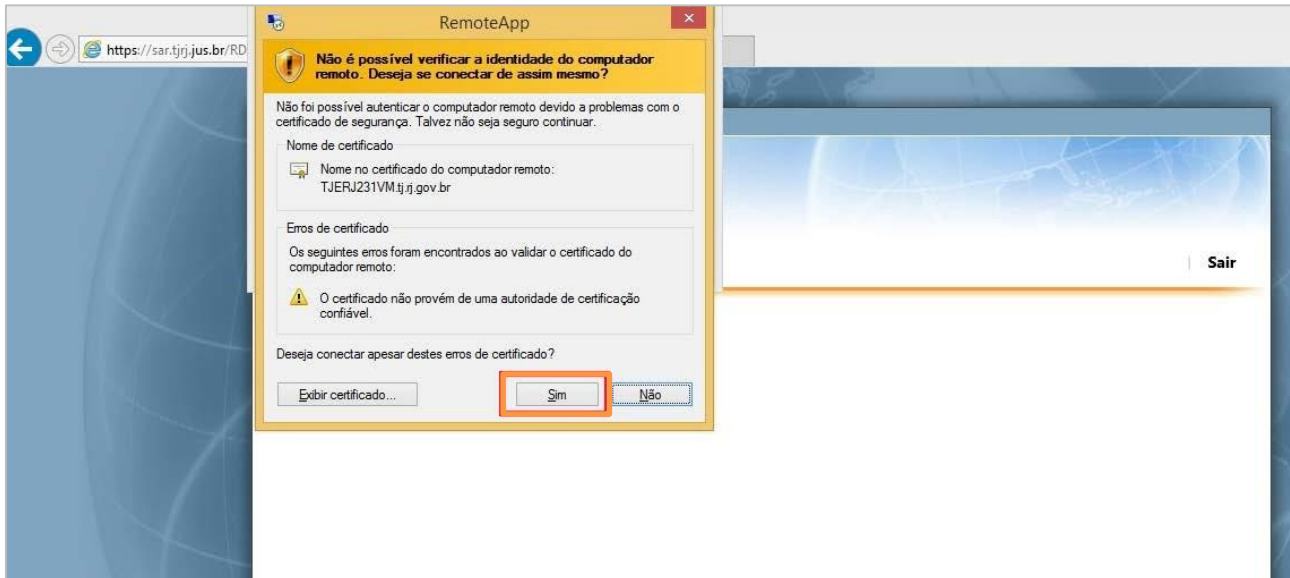 RemoteApp
https://sar.tjrj.jus.br/RD
Não é possível verificar a identidade do computador
remoto. Deseja se conectar de assim mesmo?
Não foi possível autenticar o computador remoto devido a problemas com o
certificado de segurança. Talvez não seja seguro continuar.
Nome de certificado
Nome no certificado do computador remoto:
TJERJ231VM.tj.rj.gov.br
Erros de certificado
Os seguintes erros foram encontrados ao validar o certificado do
computador remoto:
O certificado não provém de uma autoridade de certificação
confiável.
Deseja conectar apesar destes erros de certificado?
Exibir certificado...
Sim
Não
Sair